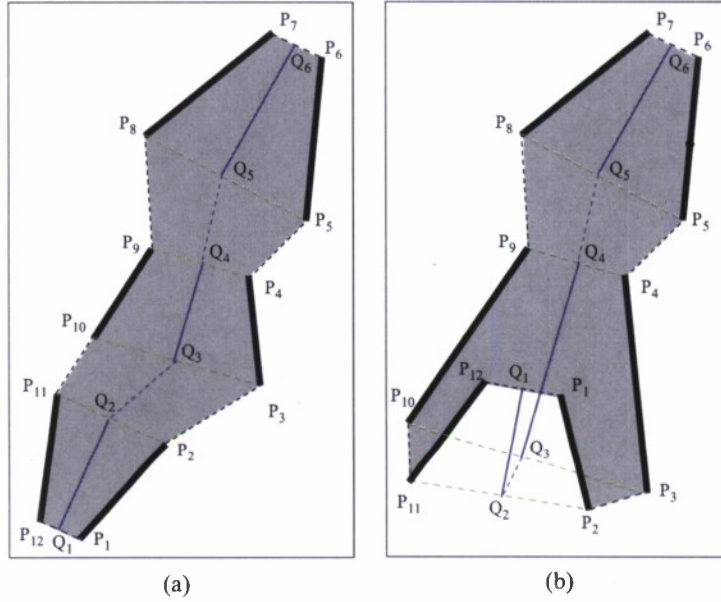 P₇
P₆
Q₆
P₈
Q₅
P₅
P₉
Q₄
P₄
P₁₀
Q₃
P₁₁
Q₂
P₃
P₂
P₁₂
Q₁
P₁
(a)
P₇
P₆
Q₆
P₈
Q₅
P₅
P₉
Q₄
P₄
P₁₂
Q₁
P₁
P₁₀
Q₃
P₃
P₁₁
Q₂
P₂
(b)